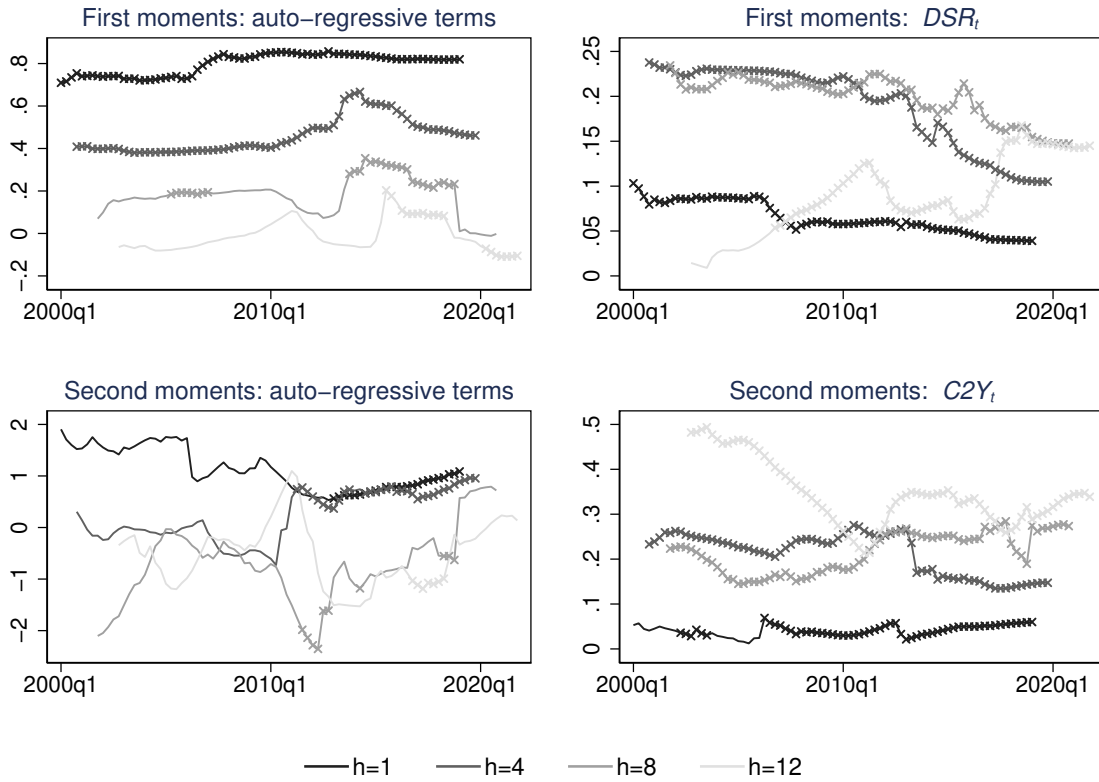 First moments: auto−regressive terms
.8
.6
.4
.2
0
−.2
2000q1 2010q1 2020q1
First moments: DSRt
.25
.2
.15
.1
.05
0
2000q1 2010q1 2020q1
Second moments: auto−regressive terms
2
1
0
−1
−2
2000q1 2010q1 2020q1
Second moments: C2Yt
.5
.4
.3
.2
.1
0
2000q1 2010q1 2020q1
h=1 h=4 h=8 h=12